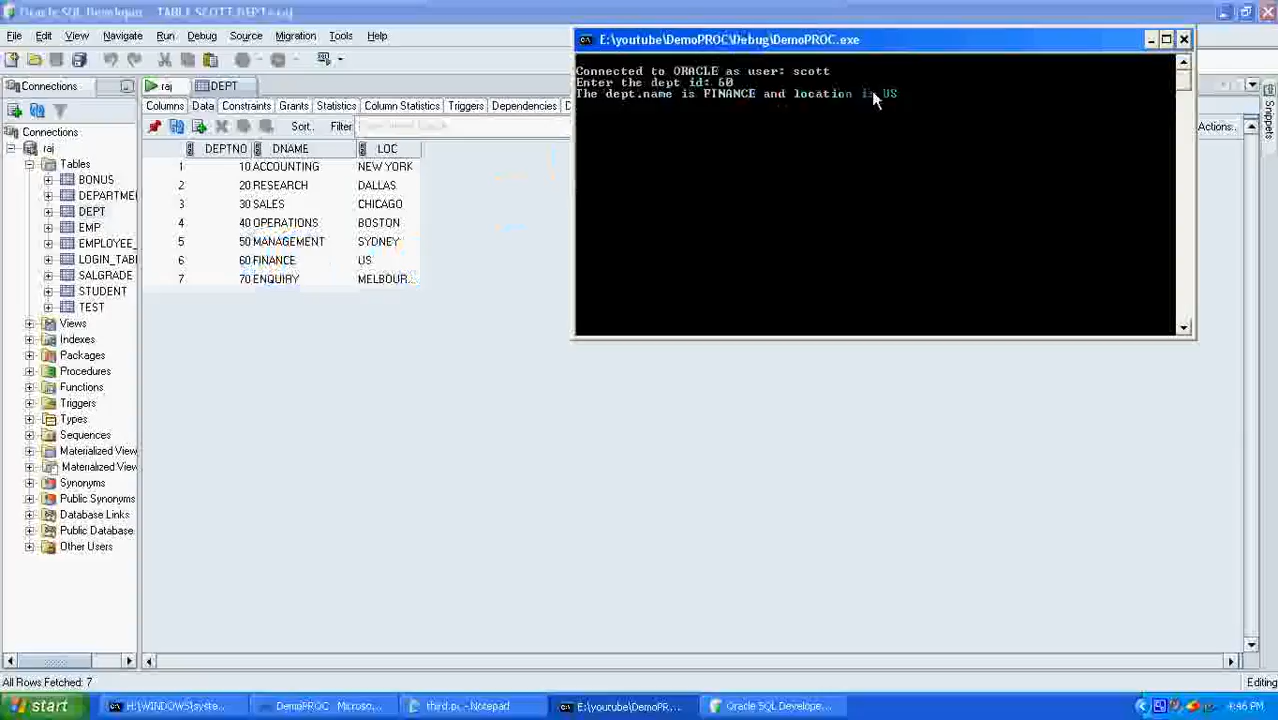 Oracle SQL Developer - TABLE SCOTT.DEPT@raj
File Edit View Navigate Run Debug Source Migration Tools Help
E:\youtube\DemoPROC\Debug\DemoPROC.exe
Connected to ORACLE as user: scott
Enter the dept id: 60
The dept.name is FINANCE and location is US
Connections
raj
DEPT
Columns Data Constraints Grants Statistics Column Statistics Triggers Dependencies D
Actions...
Snippets
Sort.. Filter:
DEPTNO DNAME LOC
1 10 ACCOUNTING NEW YORK
2 20 RESEARCH DALLAS
3 30 SALES CHICAGO
4 40 OPERATIONS BOSTON
5 50 MANAGEMENT SYDNEY
6 60 FINANCE US
7 70 ENQUIRY MELBOUR...
Connections
raj
Tables
BONUS
DEPARTME
DEPT
EMP
EMPLOYEE_
LOGIN_TAB
SALGRADE
STUDENT
TEST
Views
Indexes
Packages
Procedures
Functions
Triggers
Types
Sequences
Materialized View
Materialized View
Synonyms
Public Synonyms
Database Links
Public Database
Other Users
All Rows Fetched: 7
Editing
start
H:\WINDOWS\syste...
DemoPROC - Microso...
third.pc - Notepad
E:\youtube\DemoPR...
Oracle SQL Develope...
4:46 PM